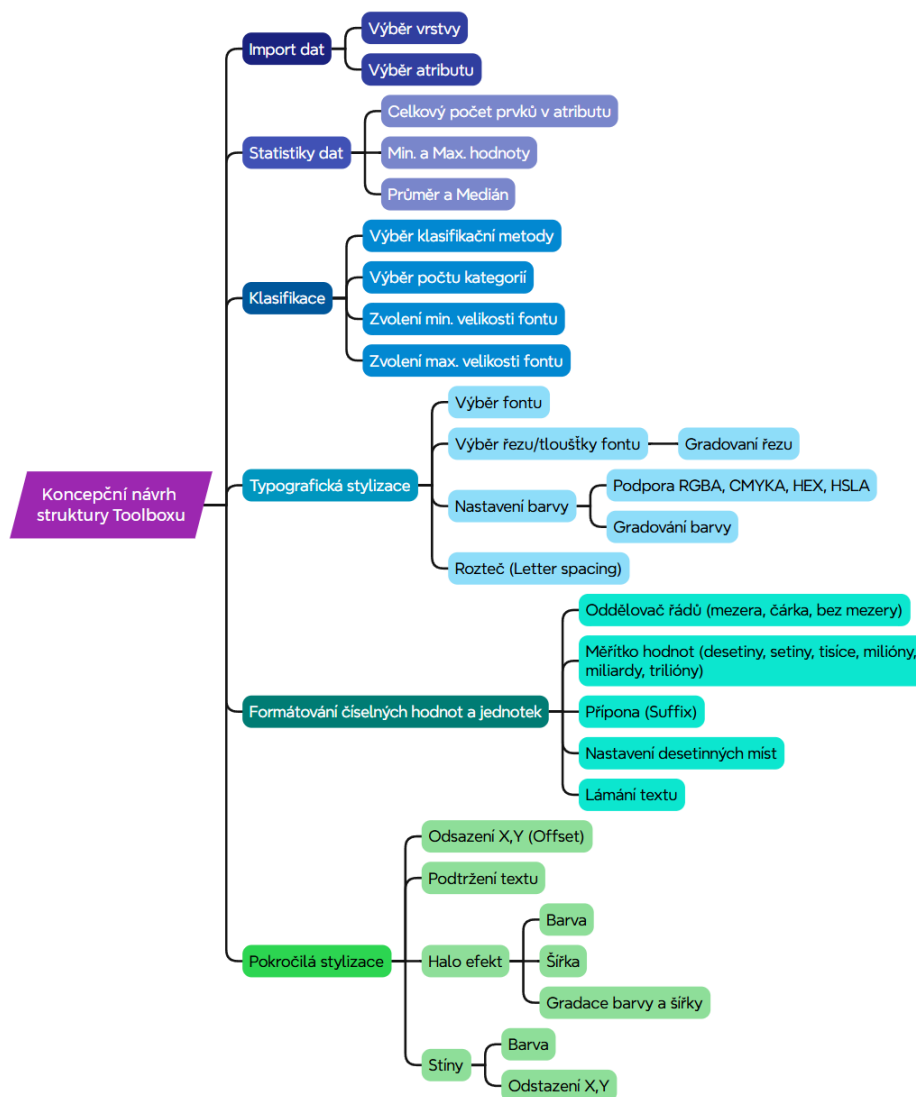 Import dat
Výběr vrstvy
Výběr atributu
Statistiky dat
Celkový počet prvků v atributu
Min. a Max. hodnoty
Průměr a Medián
Klasifikace
Výběr klasifikační metody
Výběr počtu kategorií
Zvolení min. velikosti fontu
Zvolení max. velikosti fontu
Koncepční návrh
struktury Toolboxu
Typografická stylizace
Výběr fontu
Výběr řezu/tloušťky fontu
Gradovaní řezu
Nastavení barvy
Podpora RGBA, CMYKA, HEX, HSLA
Gradování barvy
Rozteč (Letter spacing)
Formátování číselných hodnot a jednotek
Oddělovač řádů (mezera, čárka, bez mezery)
Měřítko hodnot (desetiny, setiny, tisíce, milióny,
miliardy, trilióny)
Přípona (Suffix)
Nastavení desetinných míst
Lámání textu
Pokročilá stylizace
Odsazení X,Y (Offset)
Podtržení textu
Halo efekt
Barva
Šířka
Gradace barvy a šířky
Stíny
Barva
Odstazení X,Y